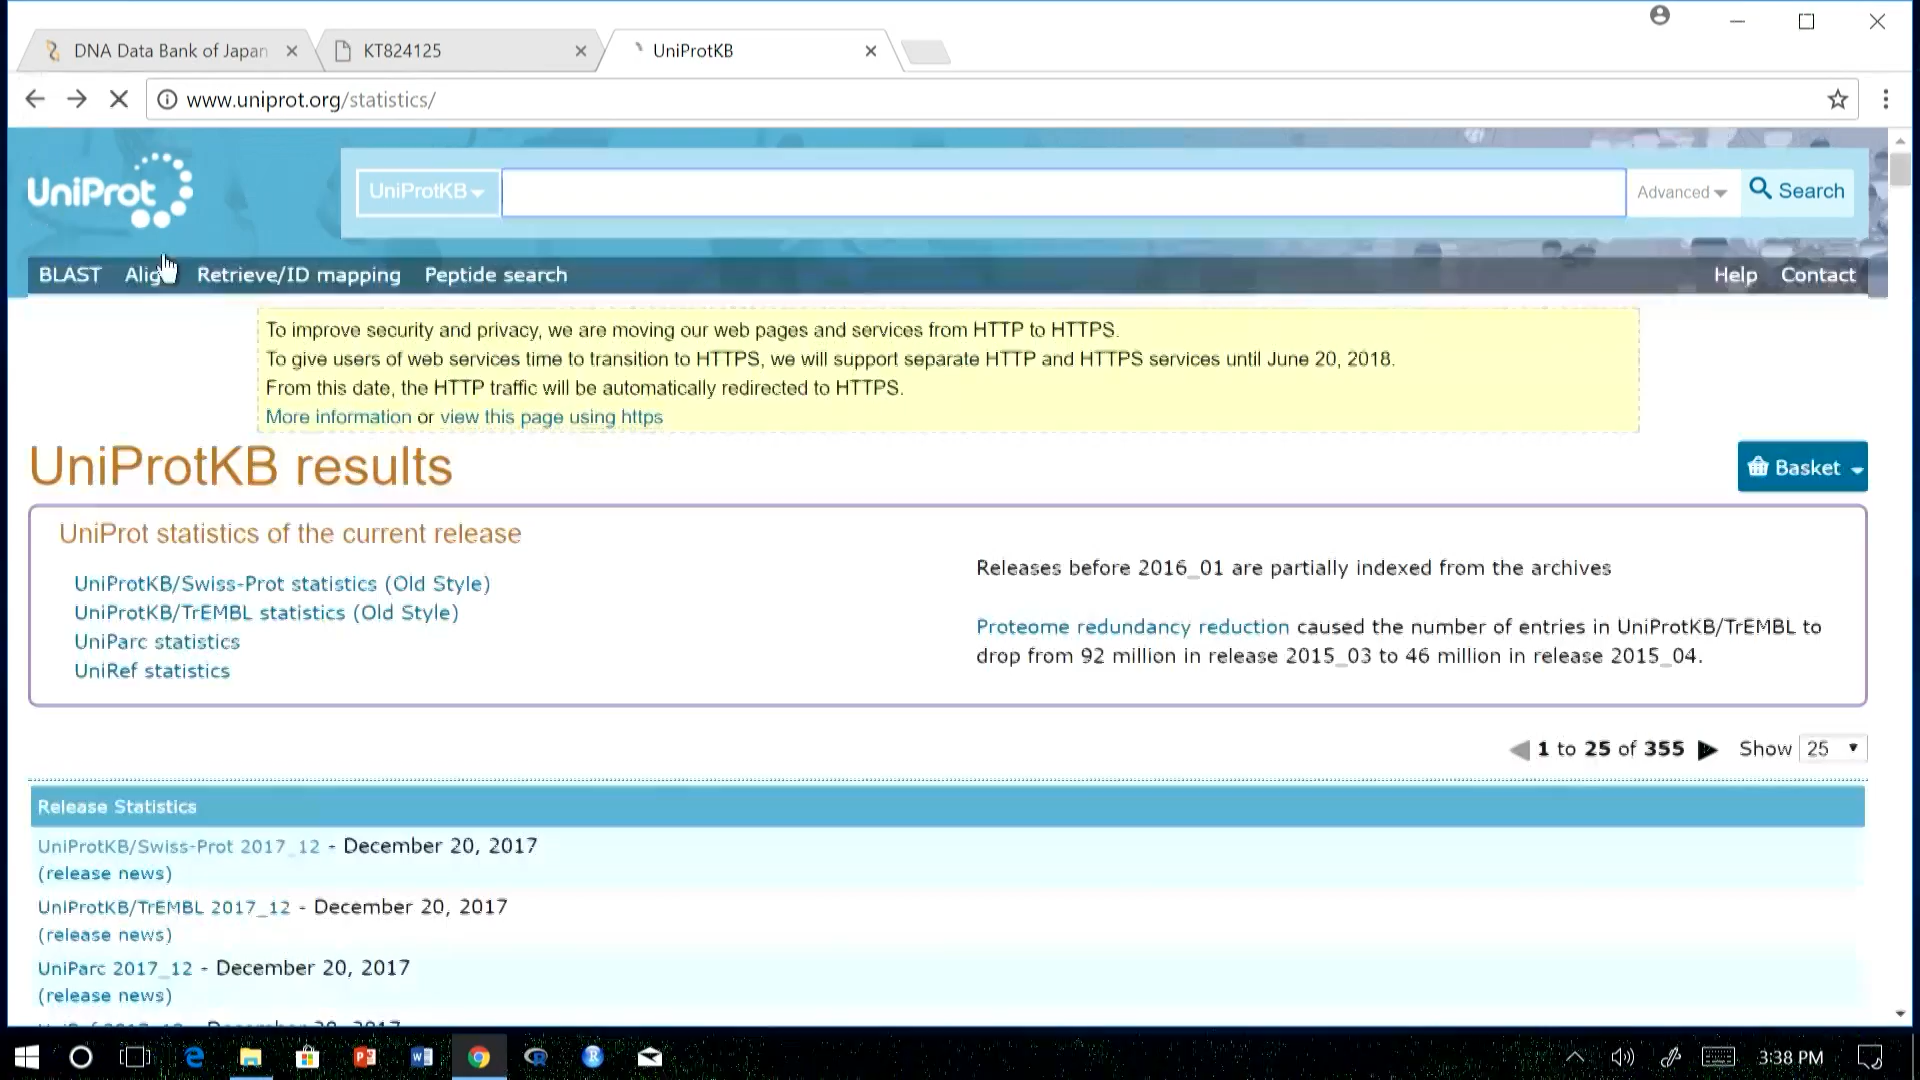 DNA Data Bank of Japan
KT824125
UniProtKB
www.uniprot.org/statistics/
UniProt
UniProtKB
Advanced
Search
BLAST
Retrieve/ID mapping
Peptide search
Help
Contact
To improve security and privacy, we are moving our web pages and services from HTTP to HTTPS.
To give users of web services time to transition to HTTPS, we will support separate HTTP and HTTPS services until June 20, 2018.
From this date, the HTTP traffic will be automatically redirected to HTTPS.
More information or view this page using https
UniProtKB results
Basket
UniProt statistics of the current release
UniProtKB/Swiss-Prot statistics (Old Style)
UniProtKB/TrEMBL statistics (Old Style)
UniParc statistics
UniRef statistics
Releases before 2016_01 are partially indexed from the archives
Proteome redundancy reduction caused the number of entries in UniProtKB/TrEMBL to
drop from 92 million in release 2015_03 to 46 million in release 2015_04.
1 to 25 of 355
Show 25
Release Statistics
UniProtKB/Swiss-Prot 2017_12 - December 20, 2017
(release news)
UniProtKB/TrEMBL 2017_12 - December 20, 2017
(release news)
UniParc 2017_12 - December 20, 2017
(release news)
3:38 PM